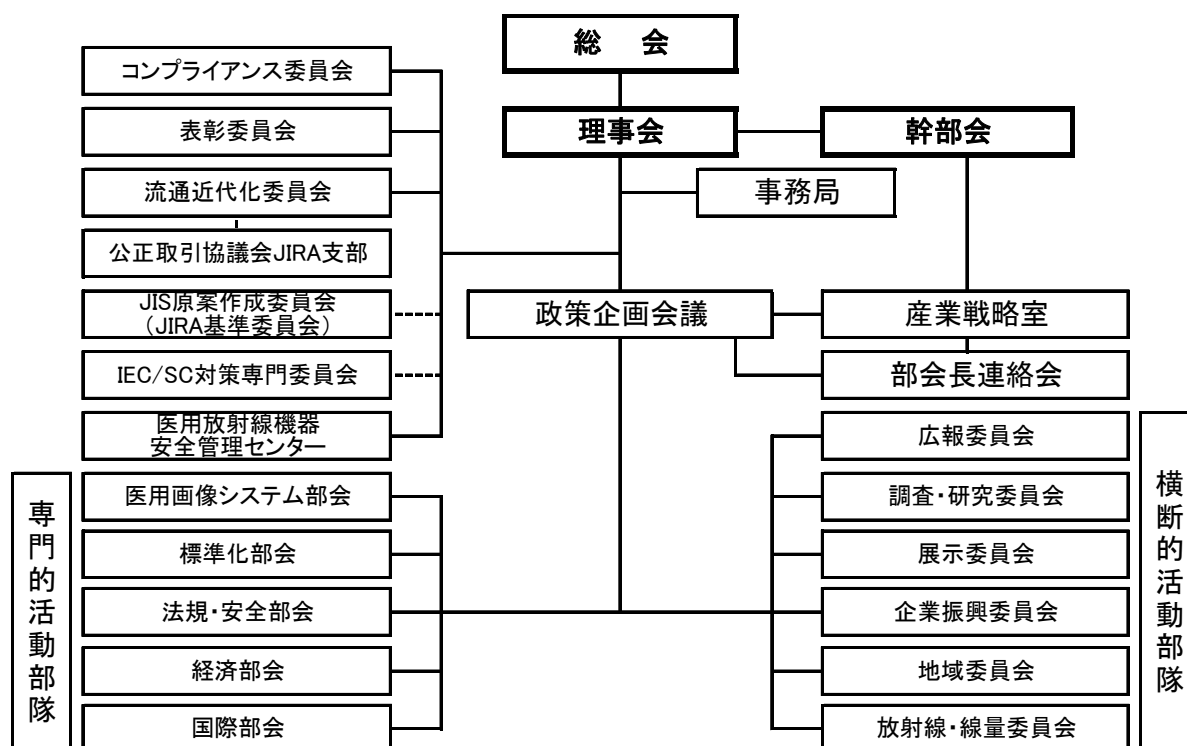 総 会
理事会
幹部会
事務局
政策企画会議
産業戦略室
部会長連絡会
コンプライアンス委員会
表彰委員会
流通近代化委員会
公正取引協議会JIRA支部
JIS原案作成委員会
（JIRA基準委員会）
IEC/SC対策専門委員会
医用放射線機器
安全管理センター
専門的活動部隊
医用画像システム部会
標準化部会
法規・安全部会
経済部会
国際部会
広報委員会
調査・研究委員会
展示委員会
企業振興委員会
地域委員会
放射線・線量委員会
横断的活動部隊